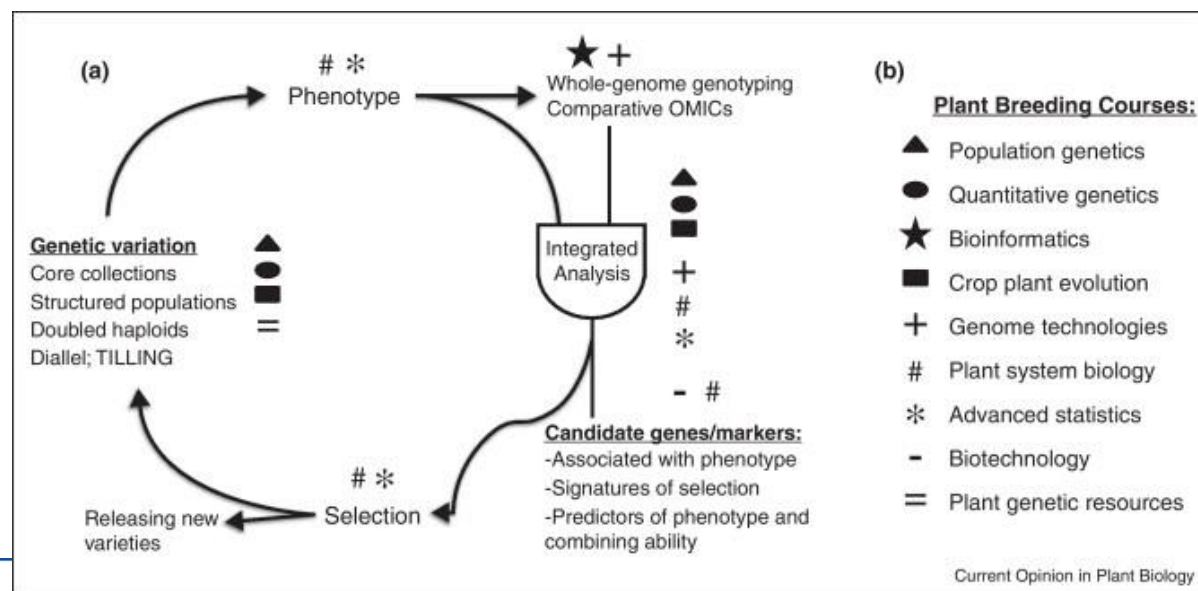 (a)
# *
Phenotype
★ +
Whole-genome genotyping
Comparative OMICs
Genetic variation
Core collections
Structured populations
Doubled haploids
=
Diallel; TILLING
Integrated
Analysis
+
#
*
- #
Candidate genes/markers:
-Associated with phenotype
-Signatures of selection
-Predictors of phenotype and
combining ability
# *
Selection
Releasing new
varieties
(b)
Plant Breeding Courses:
▲ Population genetics
● Quantitative genetics
★ Bioinformatics
■ Crop plant evolution
+ Genome technologies
# Plant system biology
* Advanced statistics
- Biotechnology
= Plant genetic resources
Current Opinion in Plant Biology